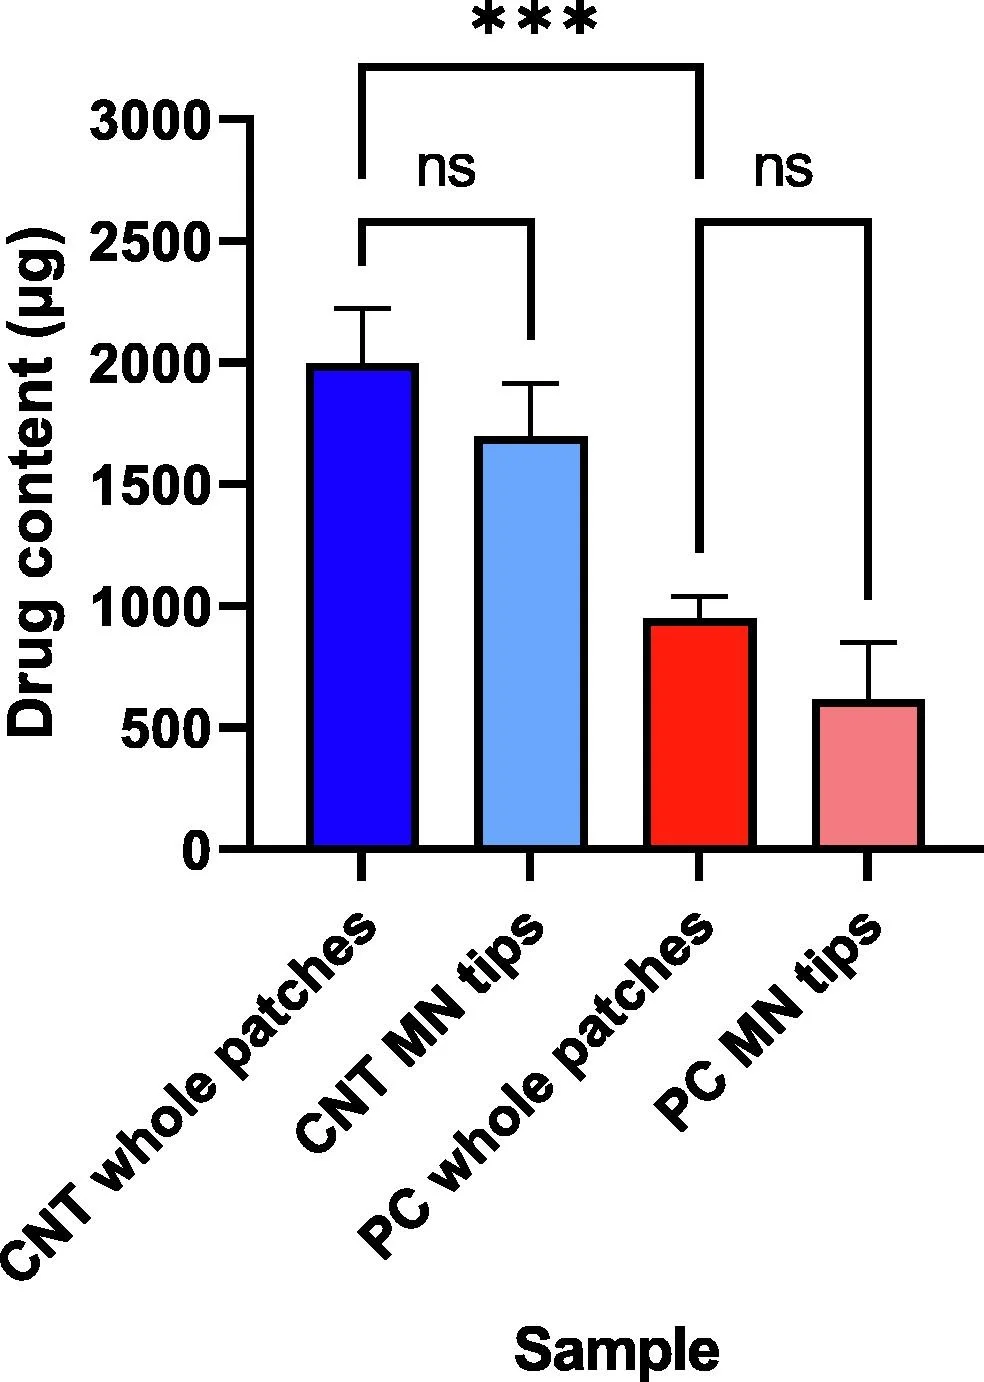 ***
ns
ns
3000
2500
2000
1500
1000
500
0
Drug content (µg)
CNT whole patches
CNT MN tips
PC whole patches
PC MN tips
Sample